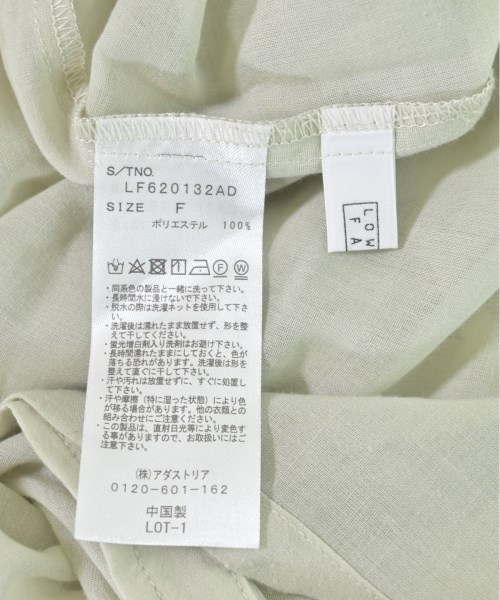 S/TNO.
LF620132AD
SIZE F
ポリエステル 100%
・同系色の製品と一緒に洗って下さい。
・長時間水に浸けないで下さい。
・脱水の際は洗濯ネットを使用して下さ
い。
・洗濯後は濡れたまま放置せず、形を整
えて干してください。
・蛍光増白剤入り洗剤はお避け下さい。
・長時間濡れたままにしておくと、色が
落ちる恐れがあります。洗濯後は形を
整えて直ぐに干して下さい。
・汗や汚れは放置せずに、すぐに処置し
て下さい。
・汗や摩擦（特に湿った状態）により色
が移る場合があります。他の衣類との
組み合わせにご注意ください。
・この製品は、直射日光等により変色す
る事がありますので、お取扱いにはご
注意下さい。
(株)アダストリア
0120-601-162
中国製
LOT-1
LOW
FA